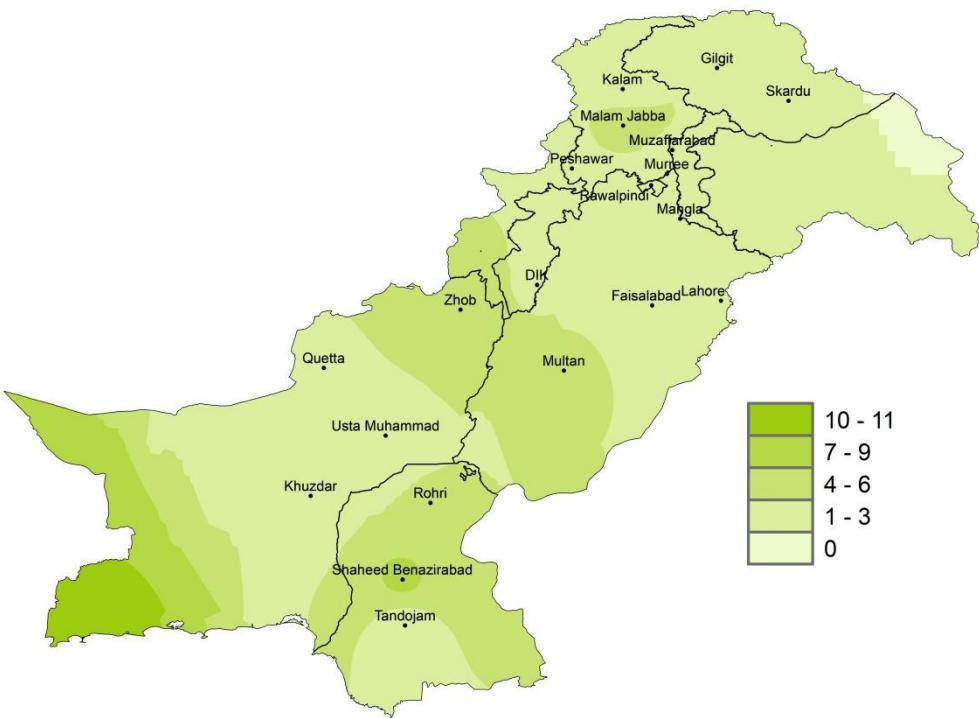 Gilgit
Kalam
Skardu
Malam Jabba
Muzaffarabad
Peshawar
Murree
Rawalpindi
Mangla
DIK
Zhob
Faisalabad
Lahore
Quetta
Multan
Usta Muhammad
Khuzdar
Rohri
Shaheed Benazirabad
Tandojam
10 - 11
7 - 9
4 - 6
1 - 3
0